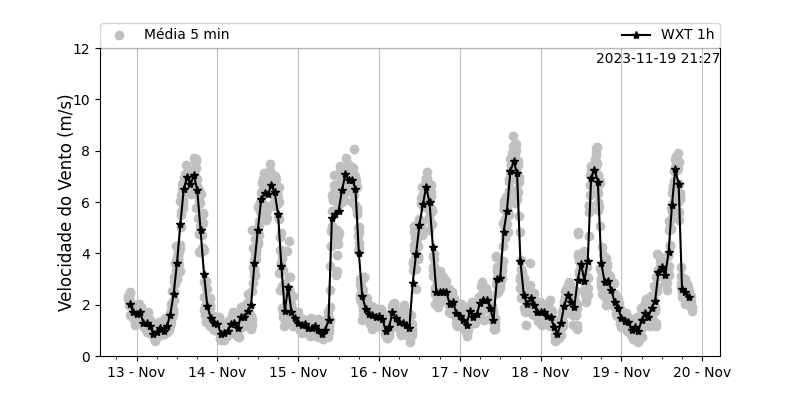 Média 5 min
WXT 1h
2023-11-19 21:27
Velocidade do Vento (m/s)
12
10
8
6
4
2
0
13 - Nov
14 - Nov
15 - Nov
16 - Nov
17 - Nov
18 - Nov
19 - Nov
20 - Nov